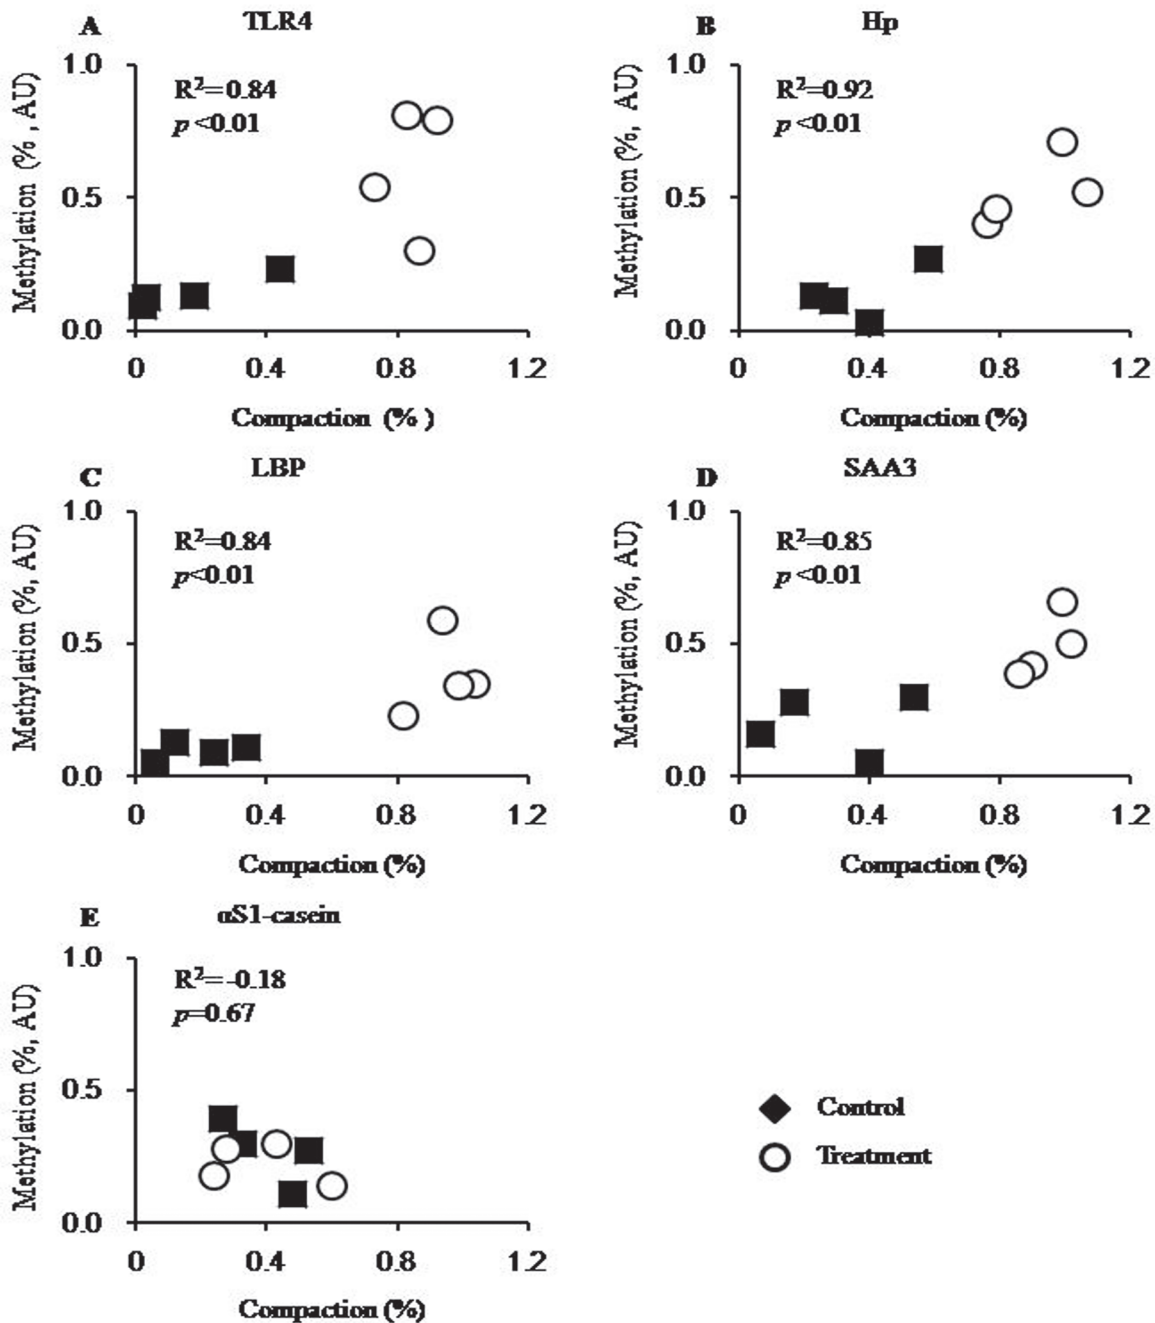 A TLR4
Methylation (% , AU)
1.0
0.5
0.0
R²=0.84
p <0.01
0 0.4 0.8 1.2
Compaction (% )
B Hp
Methylation (%, AU)
1.0
0.5
0.0
R²=0.92
p <0.01
0 0.4 0.8 1.2
Compaction (%)
C LBP
Methylation (%, AU)
1.0
0.5
0.0
R²=0.84
p<0.01
0 0.4 0.8 1.2
Compaction (%)
D SAA3
Methylation (%, AU)
1.0
0.5
0.0
R²=0.85
p <0.01
0 0.4 0.8 1.2
Compaction (%)
E αS1-casein
Methylation (%, AU)
1.0
0.5
0.0
R²=-0.18
p=0.67
0 0.4 0.8 1.2
Compaction (%)
Control
Treatment